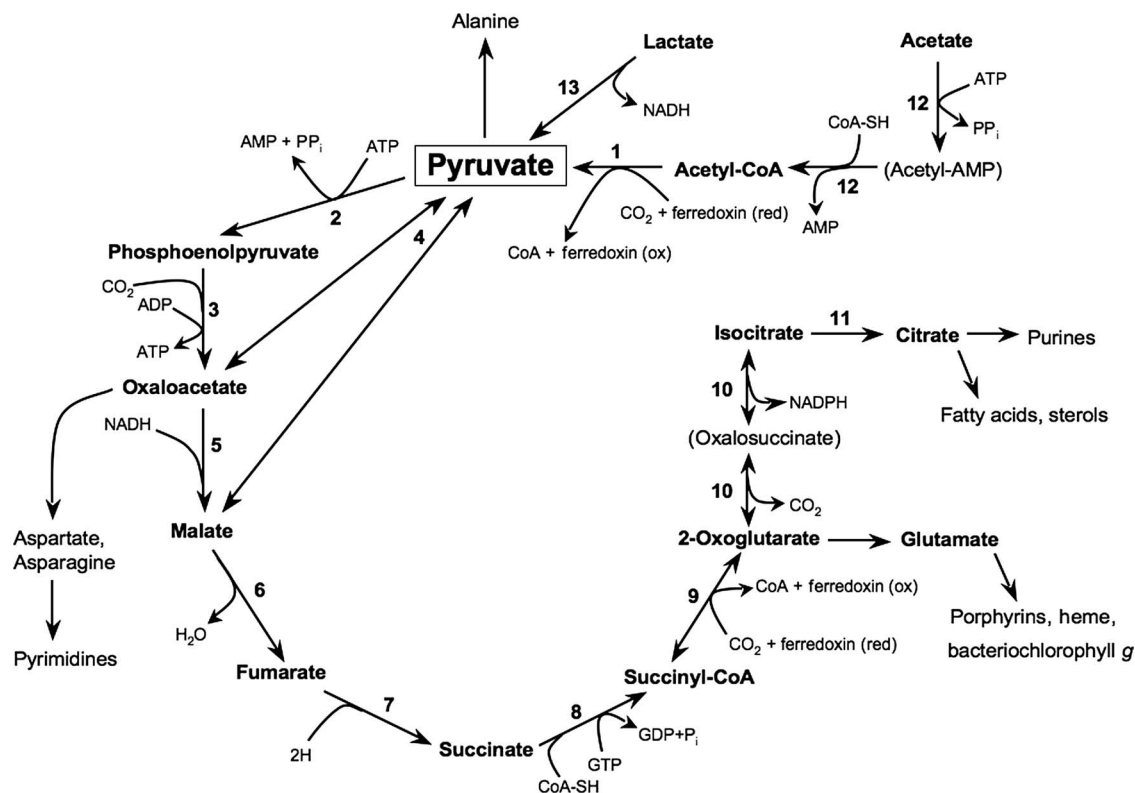 Alanine
Lactate
Acetate
13
NADH
12
ATP
PPi
CoA-SH
AMP + PPi
ATP
Pyruvate
1
Acetyl-CoA
12
(Acetyl-AMP)
2
4
CO2 + ferredoxin (red)
AMP
CoA + ferredoxin (ox)
Phosphoenolpyruvate
CO2
ADP
3
ATP
Isocitrate
11
Citrate
Purines
10
NADPH
Fatty acids, sterols
Oxaloacetate
NADH
5
(Oxalosuccinate)
10
CO2
Malate
Aspartate,
Asparagine
2-Oxoglutarate
Glutamate
6
H2O
9
CoA + ferredoxin (ox)
CO2 + ferredoxin (red)
Porphyrins, heme,
bacteriochlorophyll g
Pyrimidines
Fumarate
Succinyl-CoA
7
8
2H
Succinate
GDP+Pi
GTP
CoA-SH